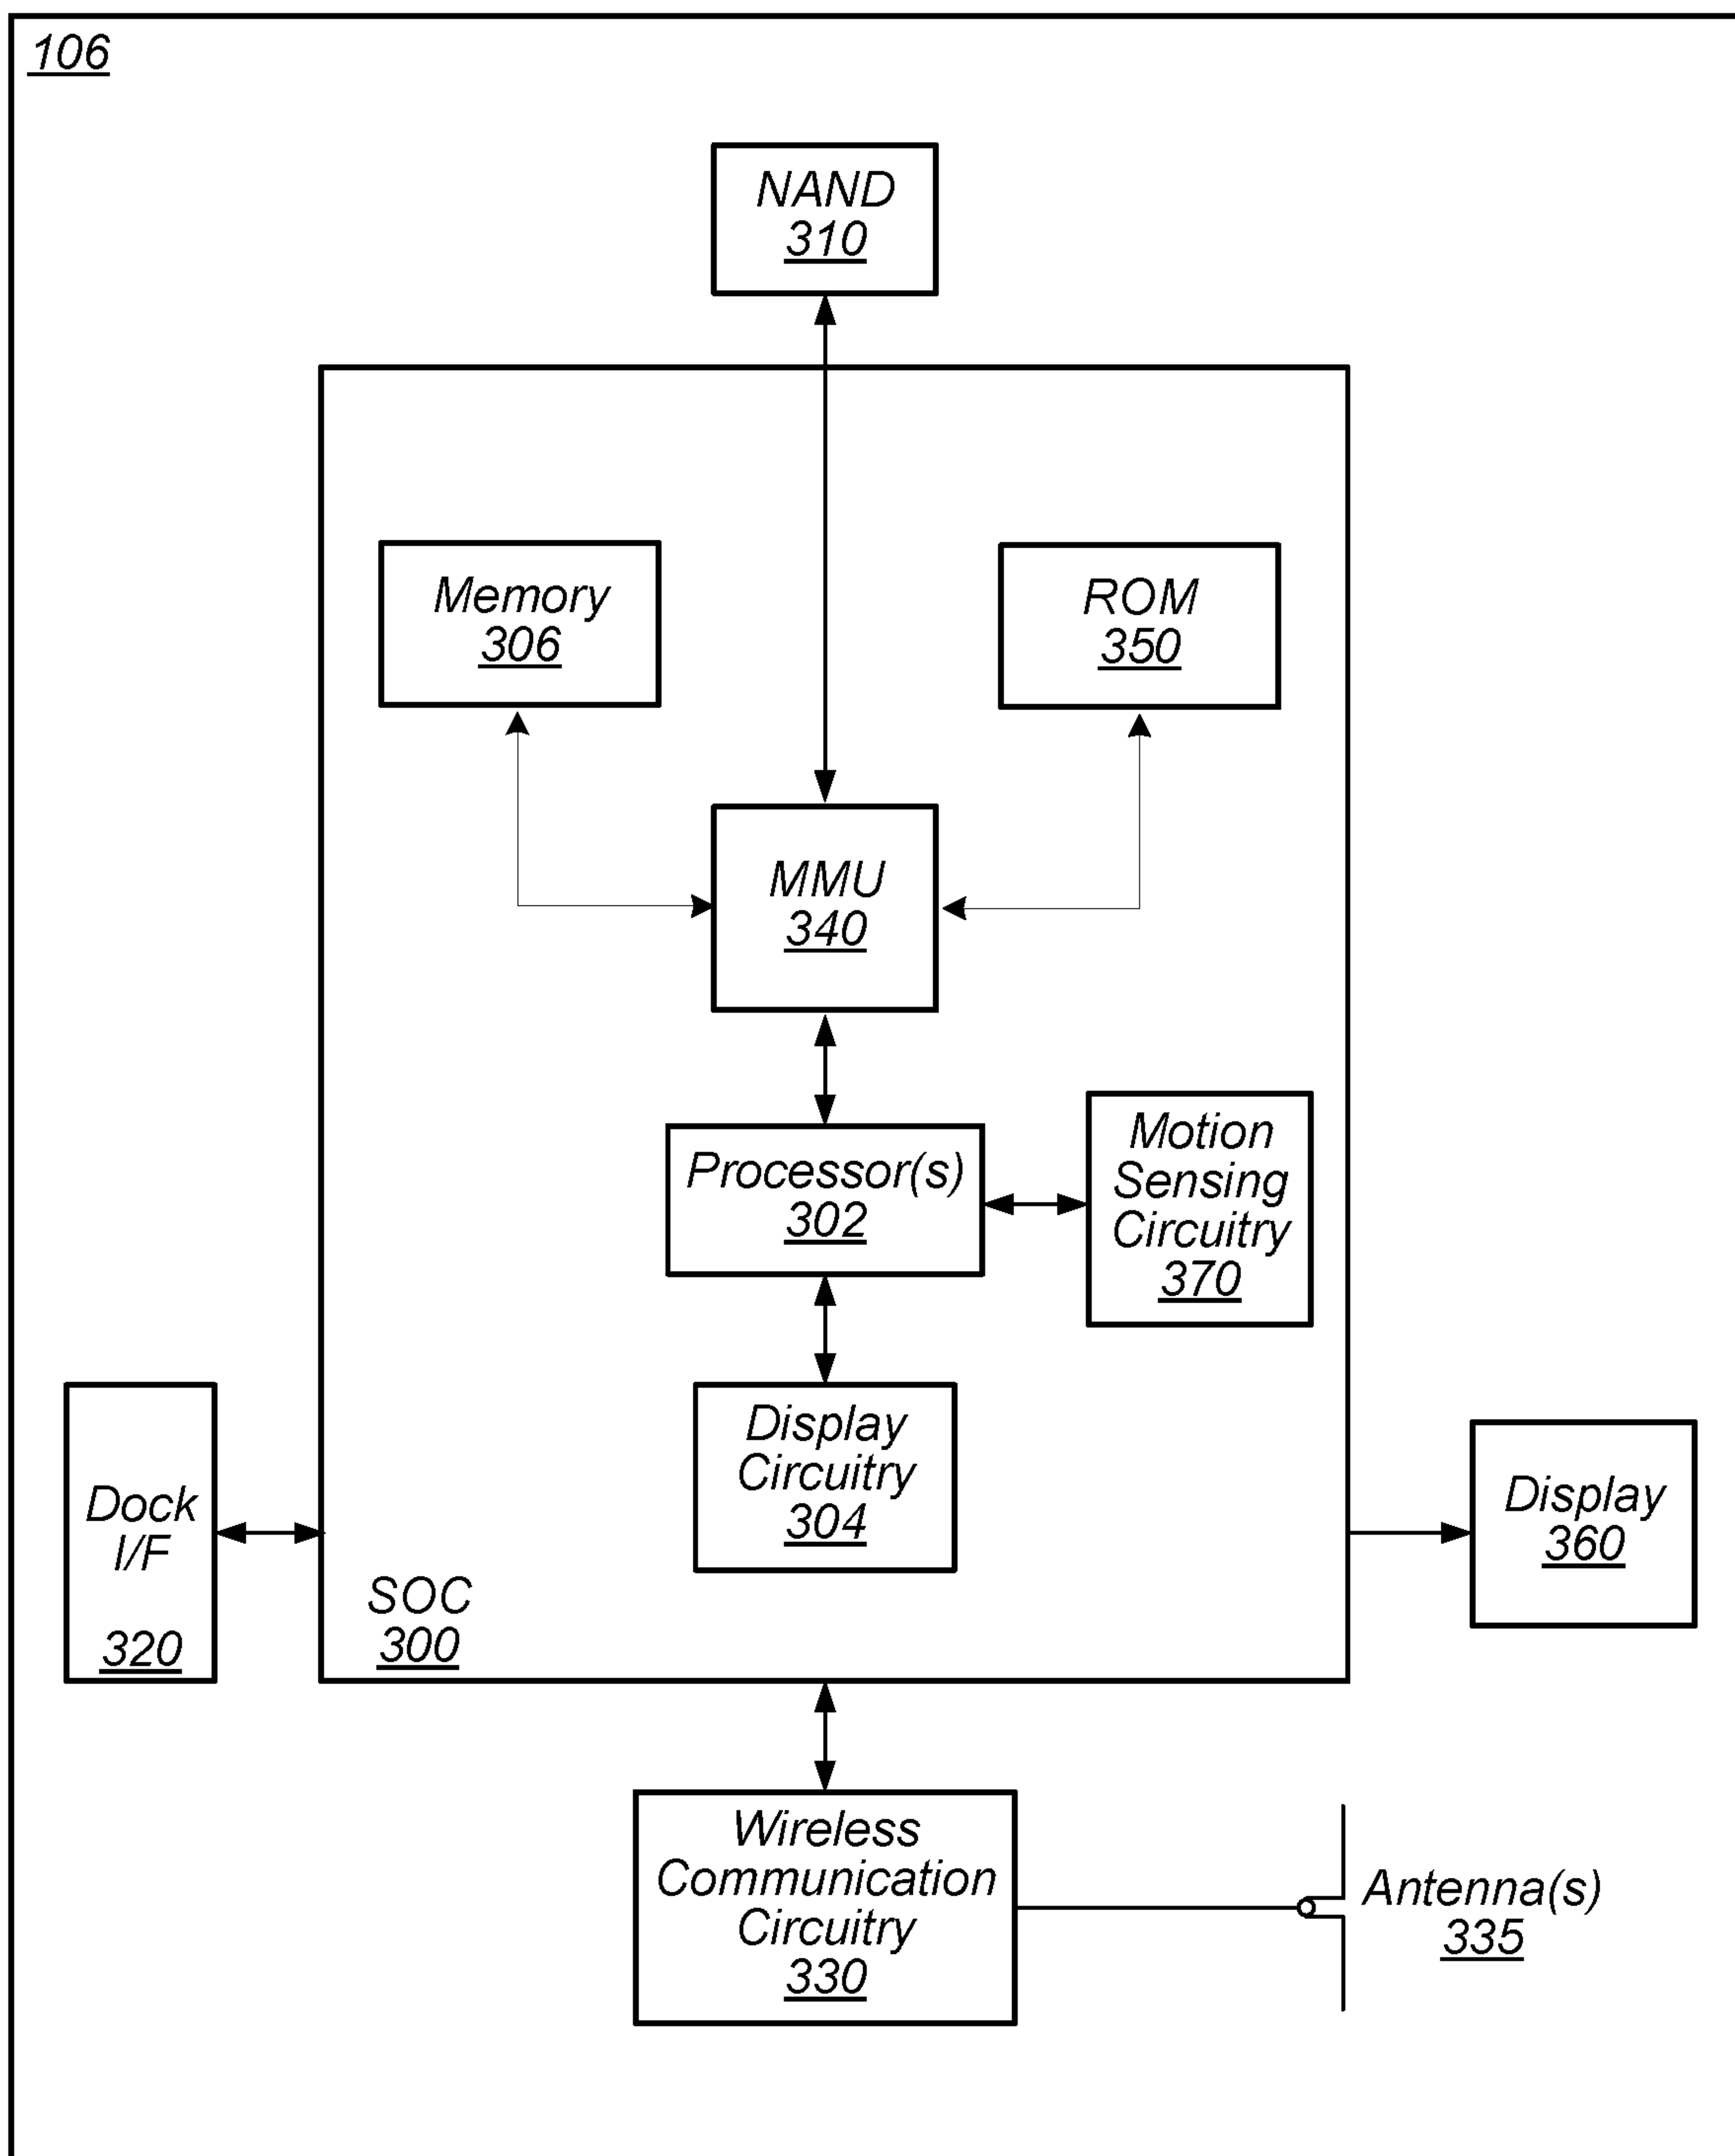 106
NAND
310
Memory
306
ROM
350
MMU
340
Processor(s)
302
Motion
Sensing
Circuitry
370
Display
Circuitry
304
Dock
I/F
320
SOC
300
Display
360
Wireless
Communication
Circuitry
330
Antenna(s)
335